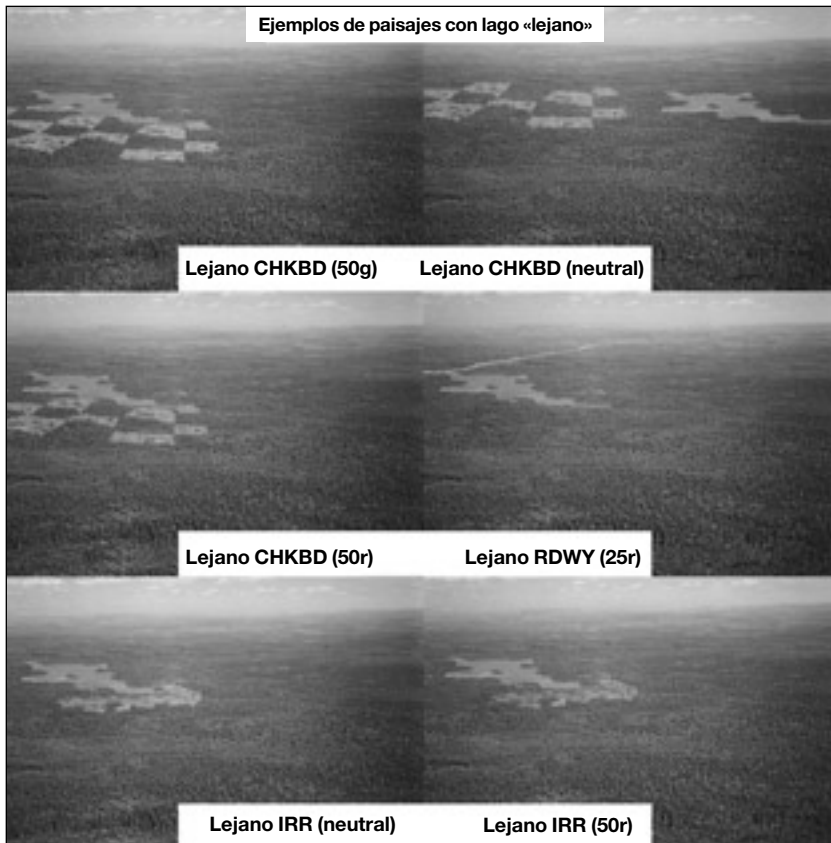 Ejemplos de paisajes con lago «lejano»
Lejano CHKBD (50g)
Lejano CHKBD (neutral)
Lejano CHKBD (50r)
Lejano RDWY (25r)
Lejano IRR (neutral)
Lejano IRR (50r)